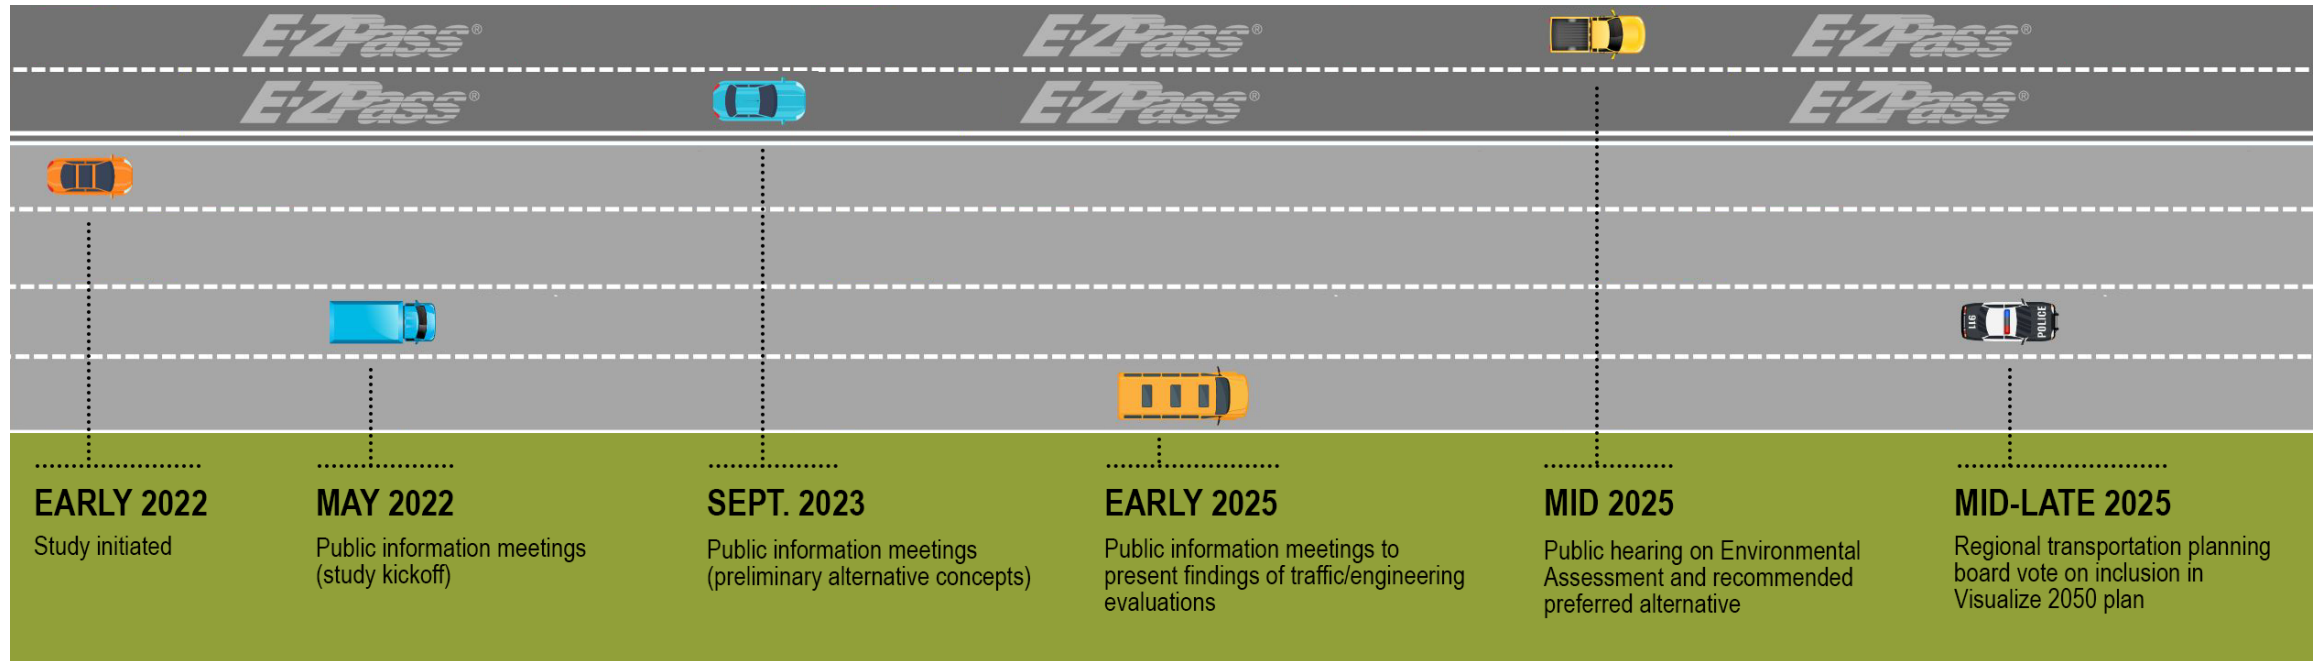 E-ZPass®
E-ZPass®
E-ZPass®
E-ZPass®
E-ZPass®
E-ZPass®
911
POLICE
EARLY 2022
Study initiated
MAY 2022
Public information meetings
(study kickoff)
SEPT. 2023
Public information meetings
(preliminary alternative concepts)
EARLY 2025
Public information meetings to
present findings of traffic/engineering
evaluations
MID 2025
Public hearing on Environmental
Assessment and recommended
preferred alternative
MID-LATE 2025
Regional transportation planning
board vote on inclusion in
Visualize 2050 plan